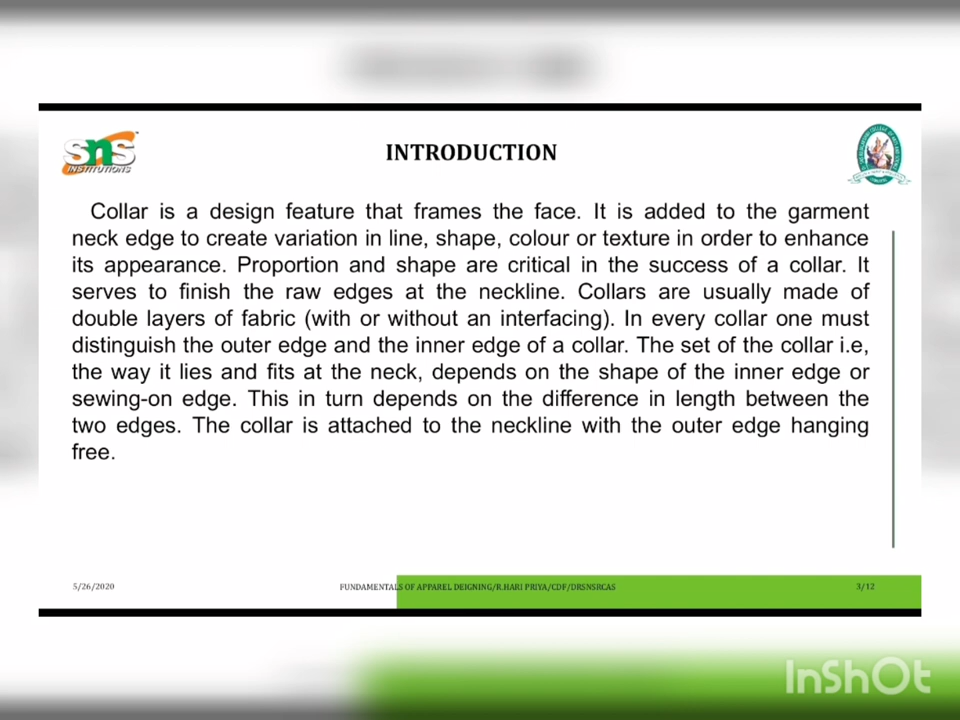 SNS
INSTITUTIONS
INTRODUCTION
Collar is a design feature that frames the face. It is added to the garment
neck edge to create variation in line, shape, colour or texture in order to enhance
its appearance. Proportion and shape are critical in the success of a collar. It
serves to finish the raw edges at the neckline. Collars are usually made of
double layers of fabric (with or without an interfacing). In every collar one must
distinguish the outer edge and the inner edge of a collar. The set of the collar i.e,
the way it lies and fits at the neck, depends on the shape of the inner edge or
sewing-on edge. This in turn depends on the difference in length between the
two edges. The collar is attached to the neckline with the outer edge hanging
free.
5/26/2020
FUNDAMENTALS OF APPAREL DEIGNING/R.HARI PRIYA/CDF/DRSNSRCAS
3/12
InShOt